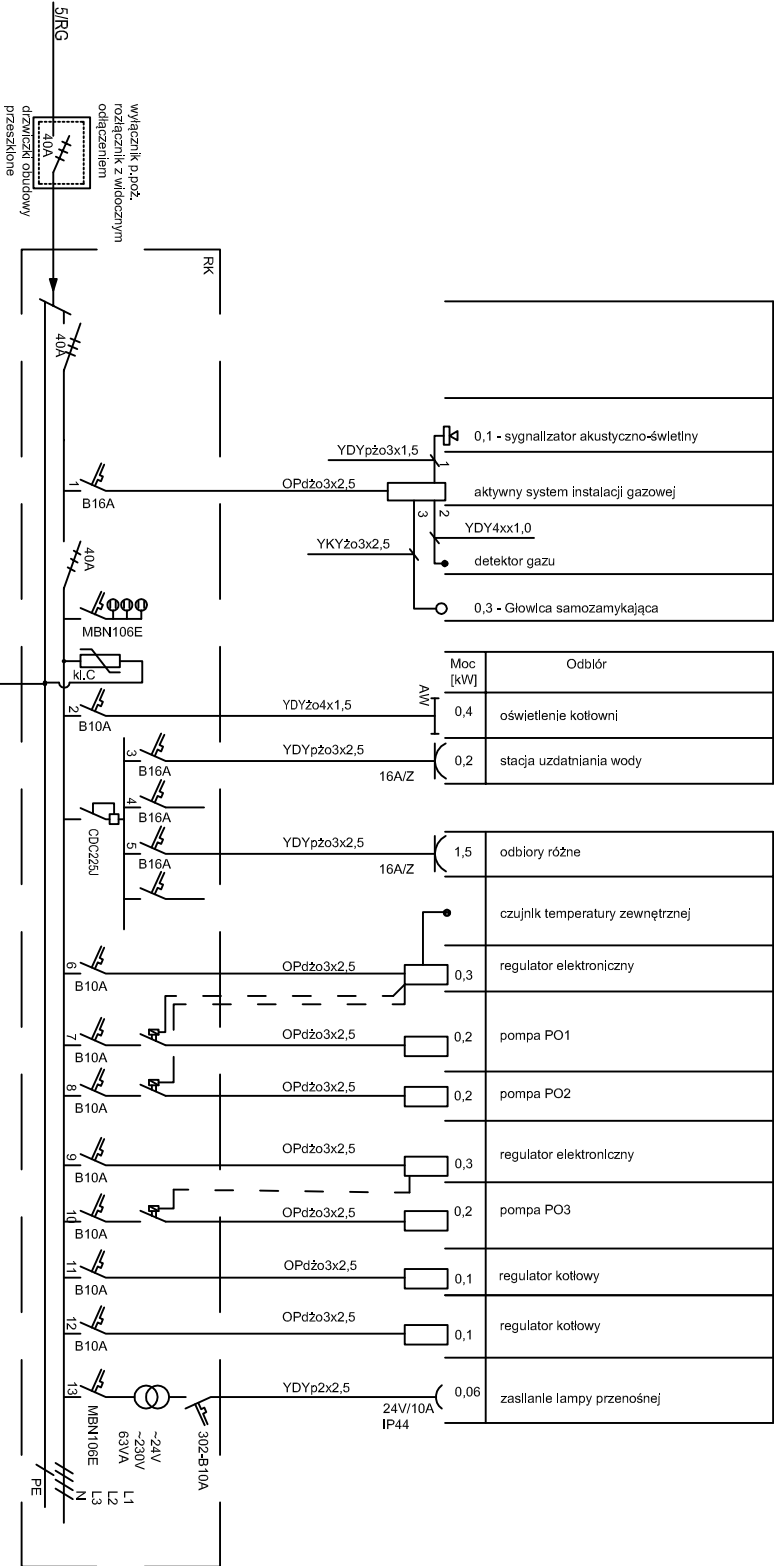 5/RG
wyłącznik p.poż.
rozłącznik z widocznym
odłączeniem
40A
drzwiczki obudowy
przeszklone
RK
40A
0,1 - sygnalizator akustyczno-świetlny
YDYpżo3x1,5
1
1
B16A
OPdżo3x2,5
aktywny system instalacji gazowej
3
2
YDY4xx1,0
YKYżo3x2,5
detektor gazu
40A
0,3 - Głowica samozamykająca
MBN106E
kl.C
Moc
[kW]
Odbiór
2
B10A
YDYżo4x1,5
AW
0,4
oświetlenie kotłowni
3
B16A
YDYpżo3x2,5
16A/Z
0,2
stacja uzdatniania wody
4
B16A
CDC225J
5
B16A
YDYpżo3x2,5
16A/Z
1,5
odbiory różne
czujnik temperatury zewnętrznej
6
B10A
OPdżo3x2,5
0,3
regulator elektroniczny
7
B10A
OPdżo3x2,5
0,2
pompa PO1
8
B10A
OPdżo3x2,5
0,2
pompa PO2
9
B10A
OPdżo3x2,5
0,3
regulator elektroniczny
10
B10A
OPdżo3x2,5
0,2
pompa PO3
11
B10A
OPdżo3x2,5
0,1
regulator kotłowy
12
B10A
OPdżo3x2,5
0,1
regulator kotłowy
13
MBN106E
~24V
~230V
63VA
302-B10A
YDYp2x2,5
24V/10A
IP44
0,06
zasilanie lampy przenośnej
L1
L2
L3
N
PE